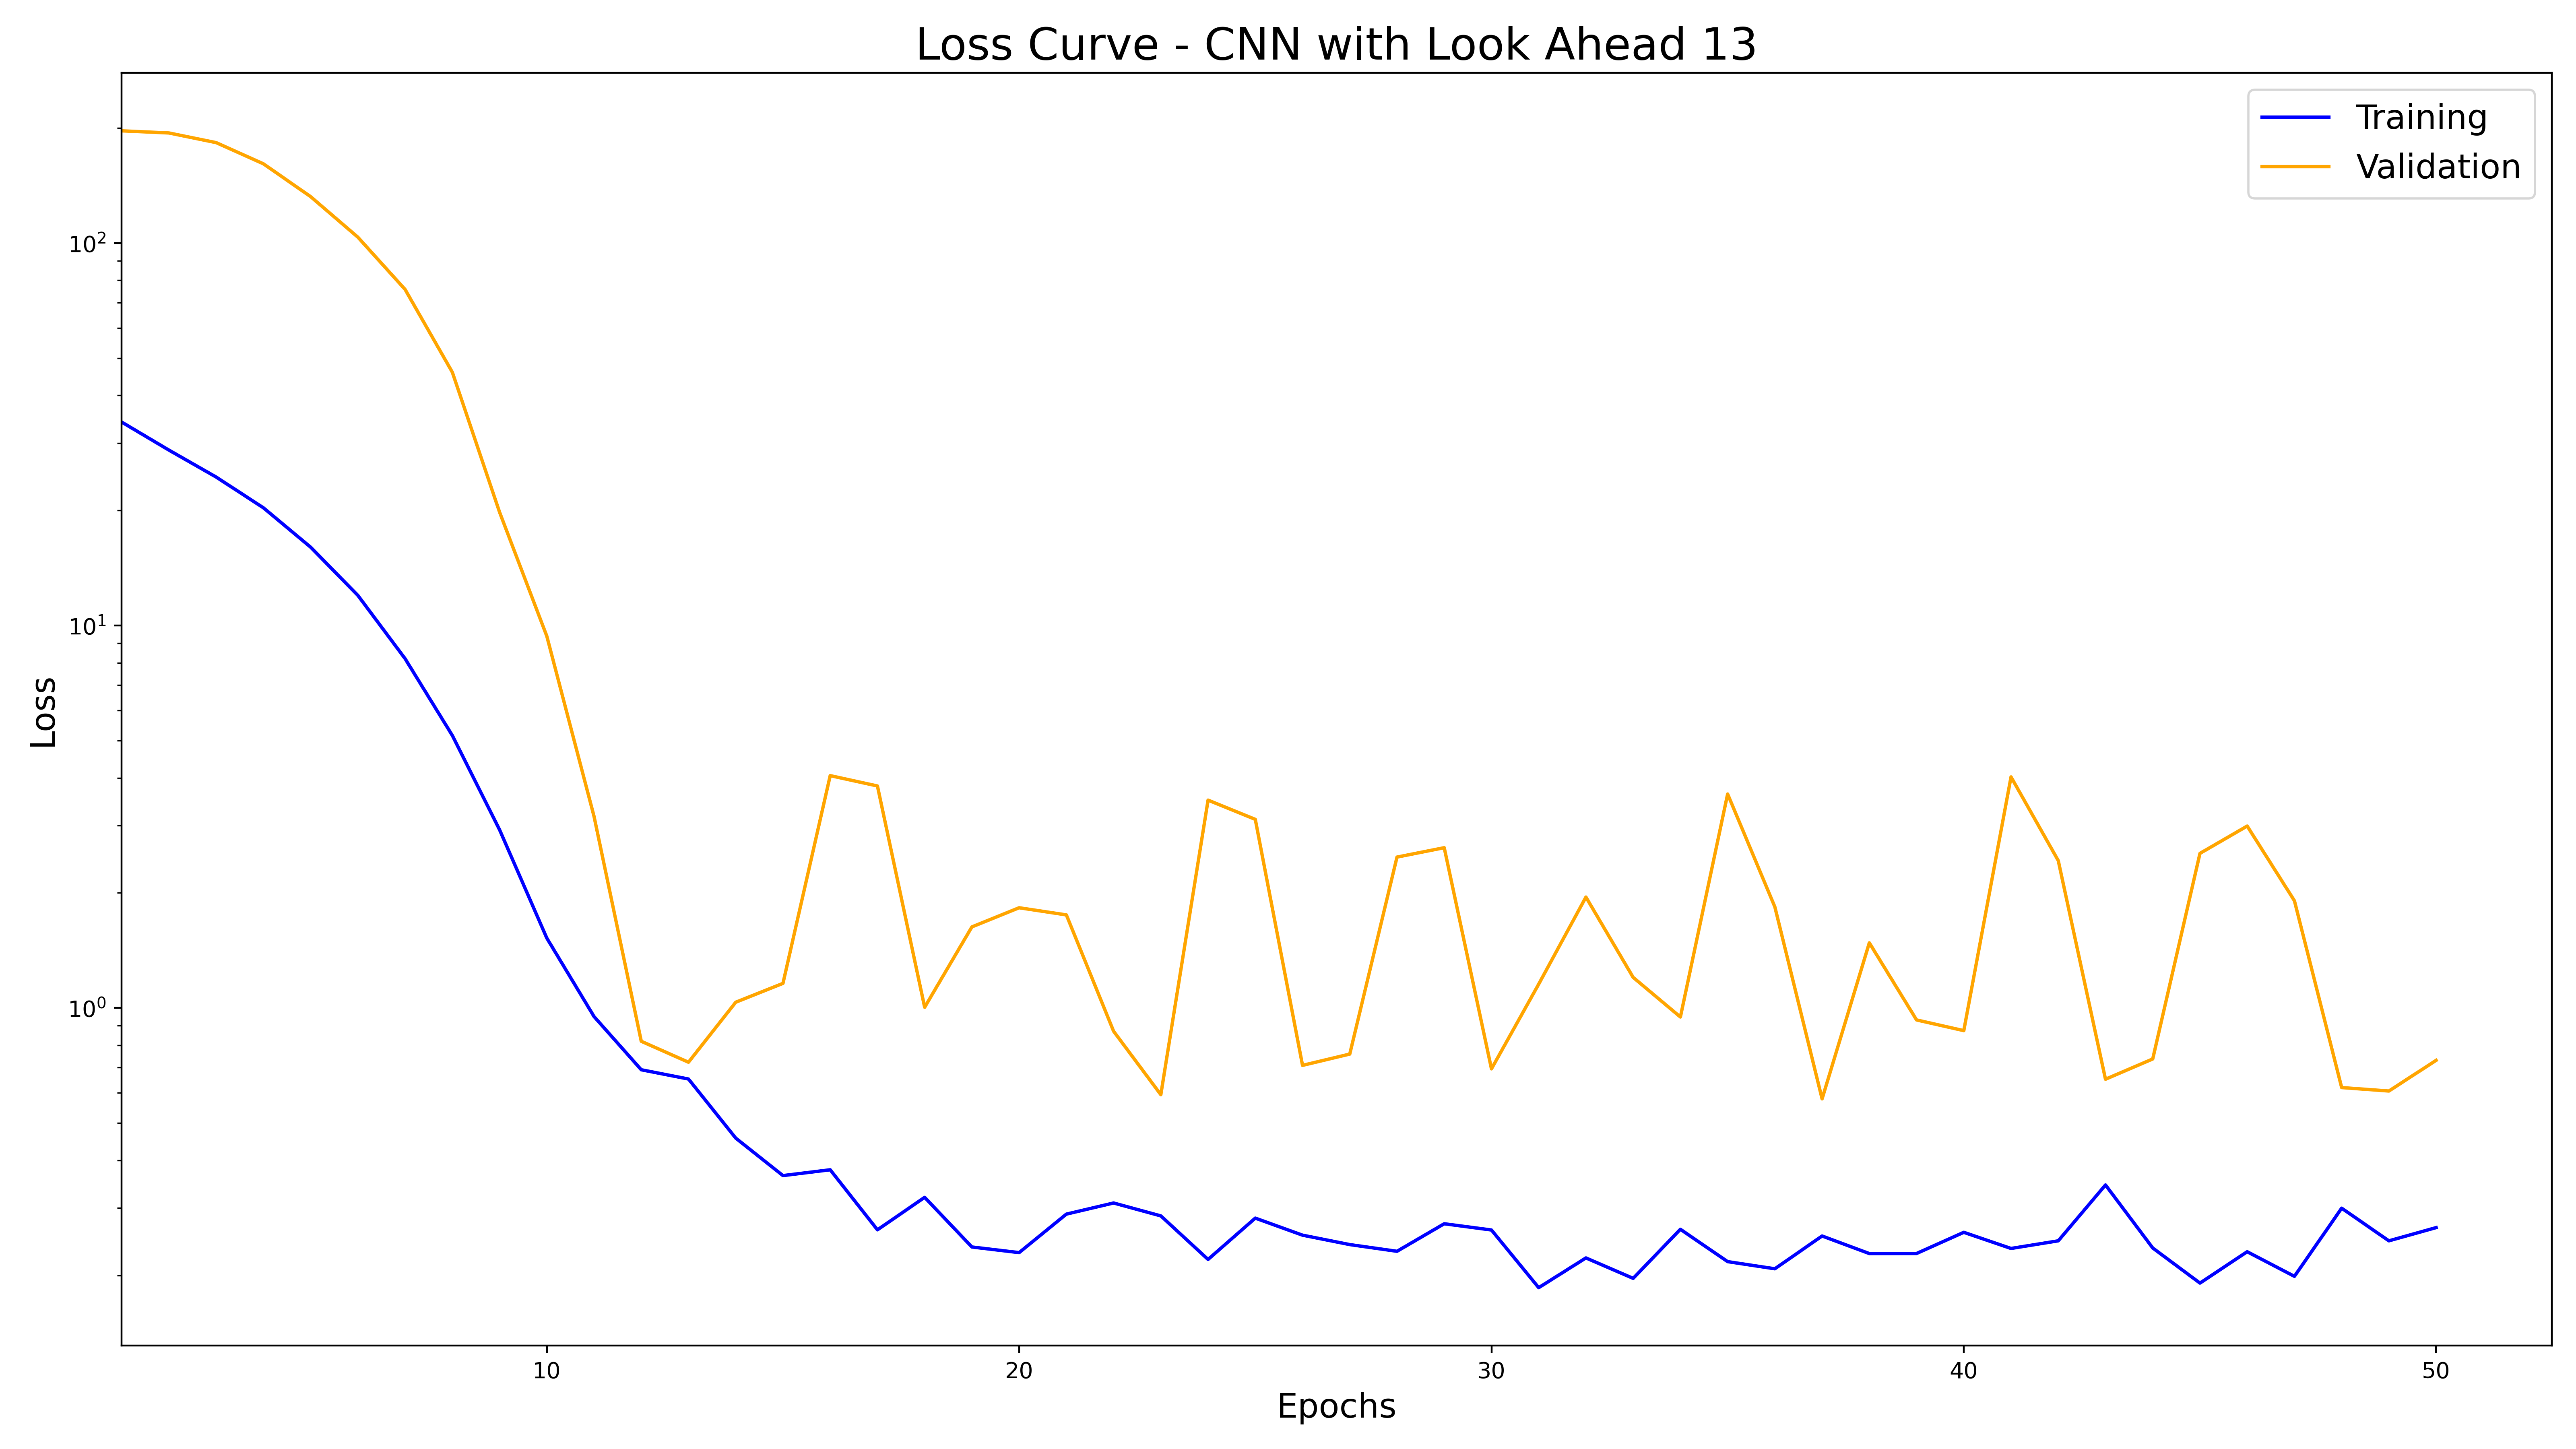 Loss Curve - CNN with Look Ahead 13
Training
Validation
10²
10¹
10⁰
Loss
10 20 30 40 50
Epochs